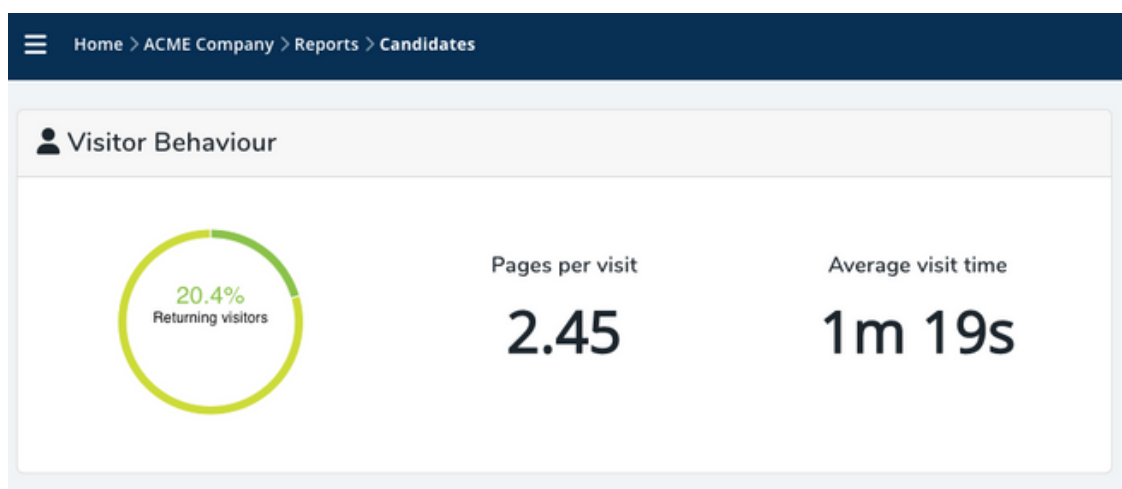 Home > ACME Company > Reports > Candidates
Visitor Behaviour
20.4%
Returning visitors
Pages per visit
2.45
Average visit time
1m 19s